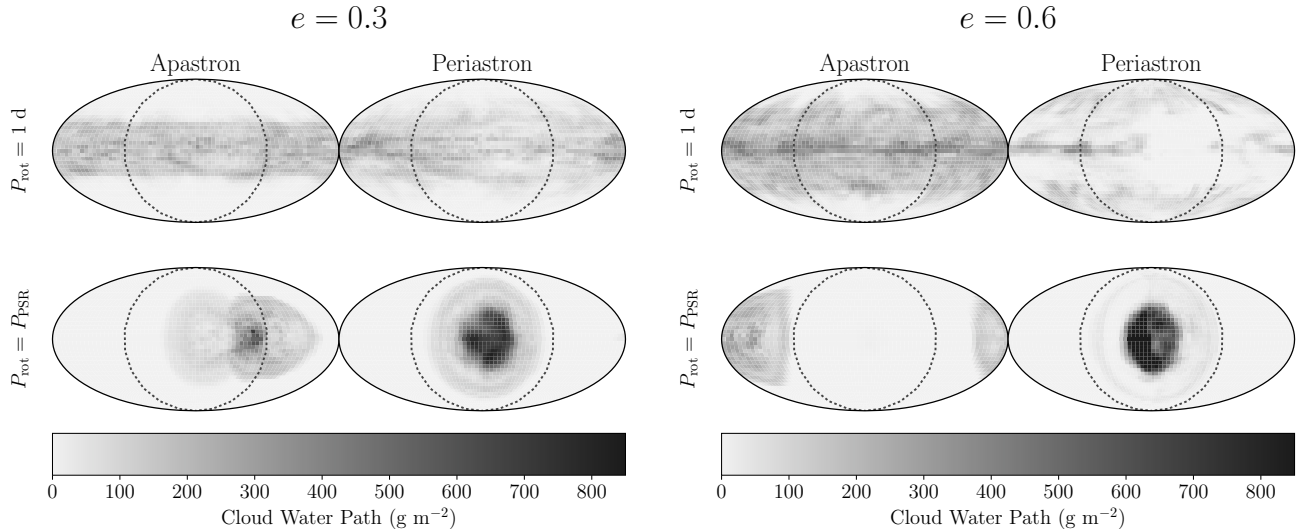 e = 0.3
e = 0.6
Apastron Periastron
Apastron Periastron
P_rot = 1 d
P_rot = 1 d
P_rot = P_PSR
P_rot = P_PSR
0 100 200 300 400 500 600 700 800
0 100 200 300 400 500 600 700 800
Cloud Water Path (g m⁻²)
Cloud Water Path (g m⁻²)